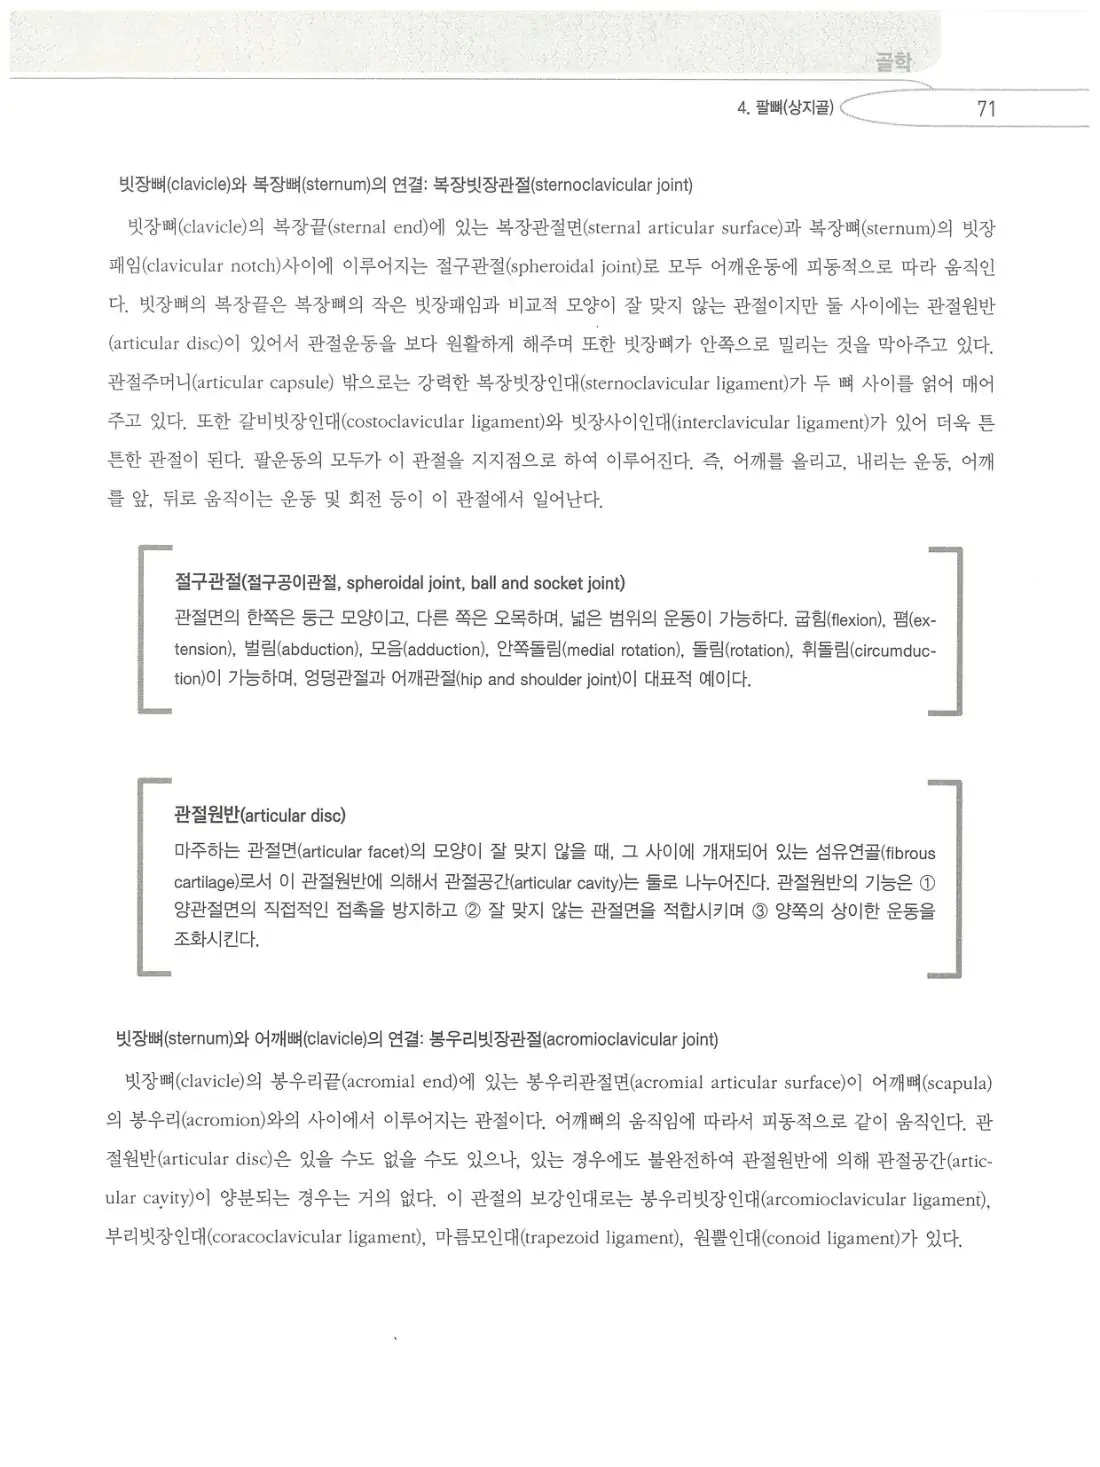 골학
4. 팔뼈(상지골)
71
빗장뼈(clavicle)와 복장뼈(sternum)의 연결: 복장빗장관절(sternoclavicular joint)
빗장뼈(clavicle)의 복장끝(sternal end)에 있는 복장관절면(sternal articular surface)과 복장뼈(sternum)의 빗장
패임(clavicular notch)사이에 이루어지는 절구관절(spheroidal joint)로 모두 어깨운동에 피동적으로 따라 움직인
다. 빗장뼈의 복장끝은 복장뼈의 작은 빗장패임과 비교적 모양이 잘 맞지 않는 관절이지만 둘 사이에는 관절원반
(articular disc)이 있어서 관절운동을 보다 원활하게 해주며 또한 빗장뼈가 안쪽으로 밀리는 것을 막아주고 있다.
관절주머니(articular capsule) 밖으로는 강력한 복장빗장인대(sternoclavicular ligament)가 두 뼈 사이를 얽어 매어
주고 있다. 또한 갈비빗장인대(costoclavicular ligament)와 빗장사이인대(interclavicular ligament)가 있어 더욱 튼
튼한 관절이 된다. 팔운동의 모두가 이 관절을 지지점으로 하여 이루어진다. 즉, 어깨를 올리고, 내리는 운동, 어깨
를 앞, 뒤로 움직이는 운동 및 회전 등이 이 관절에서 일어난다.
절구관절(절구공이관절, spheroidal joint, ball and socket joint)
관절면의 한쪽은 둥근 모양이고, 다른 쪽은 오목하며, 넓은 범위의 운동이 가능하다. 굽힘(flexion), 폄(ex-
tension), 벌림(abduction), 모음(adduction), 안쪽돌림(medial rotation), 돌림(rotation), 휘돌림(circumduc-
tion)이 가능하며, 엉덩관절과 어깨관절(hip and shoulder joint)이 대표적 예이다.
관절원반(articular disc)
마주하는 관절면(articular facet)의 모양이 잘 맞지 않을 때, 그 사이에 개재되어 있는 섬유연골(fibrous
cartilage)로서 이 관절원반에 의해서 관절공간(articular cavity)는 둘로 나누어진다. 관절원반의 기능은 ①
양관절면의 직접적인 접촉을 방지하고 ② 잘 맞지 않는 관절면을 적합시키며 ③ 양쪽의 상이한 운동을
조화시킨다.
빗장뼈(sternum)와 어깨뼈(clavicle)의 연결: 봉우리빗장관절(acromioclavicular joint)
빗장뼈(clavicle)의 봉우리끝(acromial end)에 있는 봉우리관절면(acromial articular surface)이 어깨뼈(scapula)
의 봉우리(acromion)와의 사이에서 이루어지는 관절이다. 어깨뼈의 움직임에 따라서 피동적으로 같이 움직인다. 관
절원반(articular disc)은 있을 수도 없을 수도 있으나, 있는 경우에도 불완전하여 관절원반에 의해 관절공간(artic-
ular cavity)이 양분되는 경우는 거의 없다. 이 관절의 보강인대로는 봉우리빗장인대(arcomioclavicular ligament),
부리빗장인대(coracoclavicular ligament), 마름모인대(trapezoid ligament), 원뿔인대(conoid ligament)가 있다.